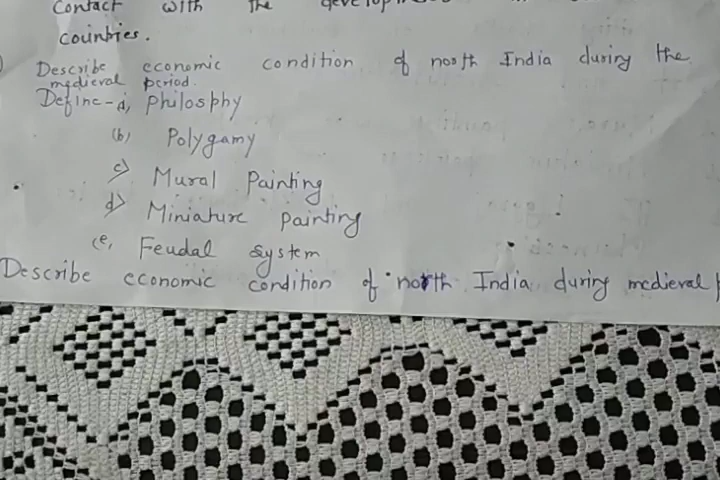 Contact with the
countries.
Describe economic condition of north India during the
medieval period.
Define - a, Philosphy
(b) Polygamy
c) Mural Painting
d) Miniature painting
(e, Feudal system
Describe economic condition of north India during medieval